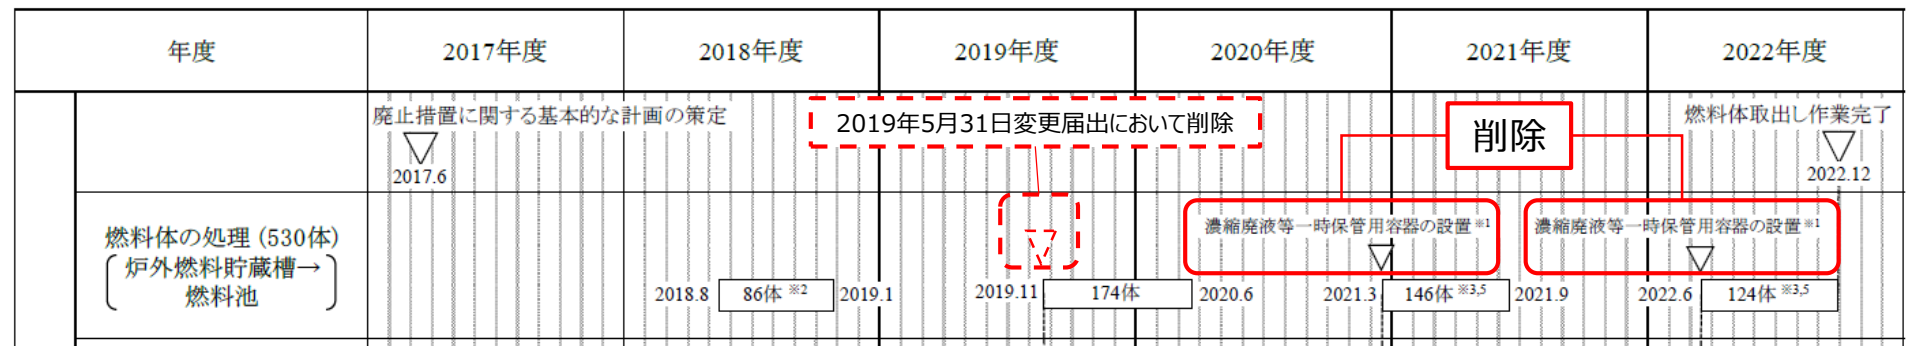 年度
2017年度
2018年度
2019年度
2020年度
2021年度
2022年度
廃止措置に関する基本的な計画の策定
2017.6
2019年5月31日変更届出において削除
削除
燃料体取出し作業完了
2022.12
燃料体の処理 (530体)
炉外燃料貯蔵槽→
燃料池
濃縮廃液等一時保管用容器の設置※1
濃縮廃液等一時保管用容器の設置※1
2018.8
86体 ※2
2019.1
2019.11
174体
2020.6
2021.3
146体 ※3,5
2021.9
2022.6
124体 ※3,5